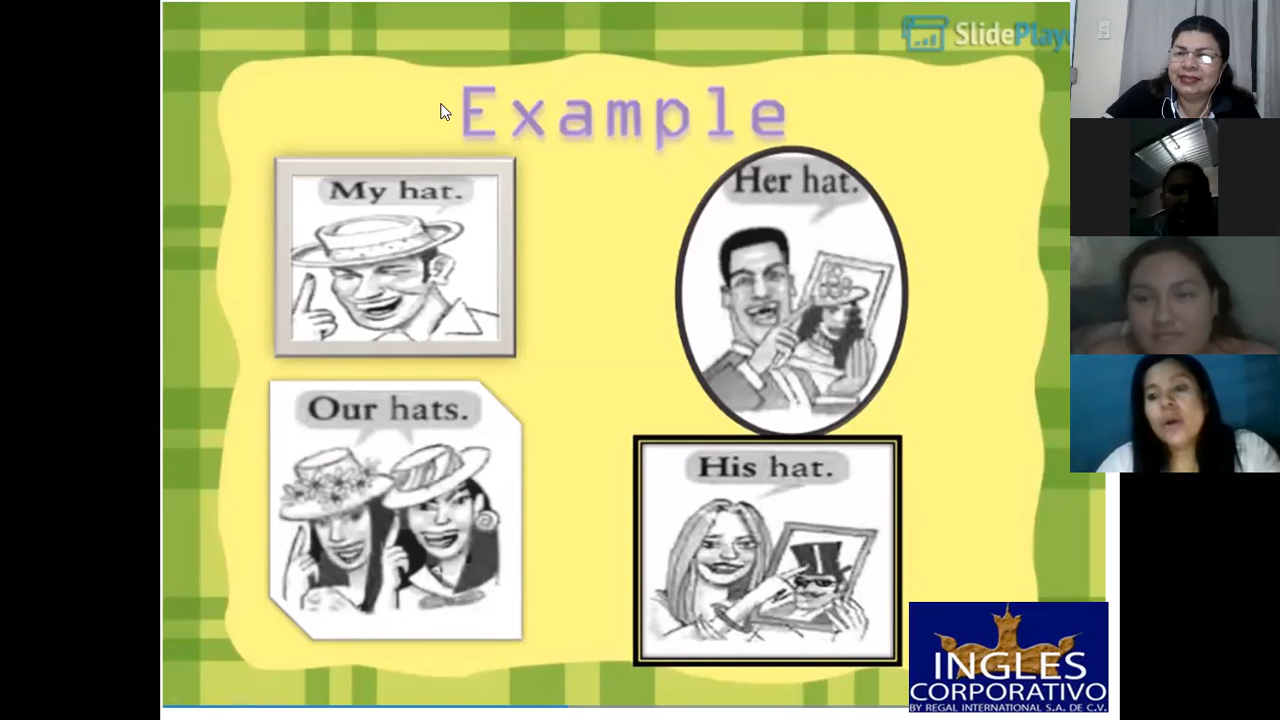 SlidePlay
Example
My hat.
Her hat.
Our hats.
His hat.
INGLES
CORPORATIVO
BY REGAL INTERNATIONAL S.A. DE C.V.